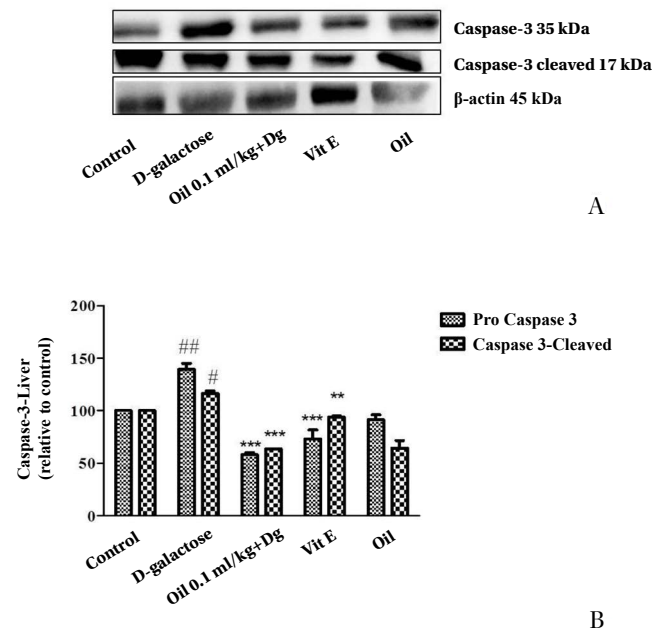 Caspase-3 35 kDa
Caspase-3 cleaved 17 kDa
β-actin 45 kDa
Control
D-galactose
Oil 0.1 ml/kg+Dg
Vit E
Oil
A
Caspase-3-Liver
(relative to control)
200
150
100
50
0
##
#
***
***
***
**
Pro Caspase 3
Caspase 3-Cleaved
Control
D-galactose
Oil 0.1 ml/kg+Dg
Vit E
Oil
B